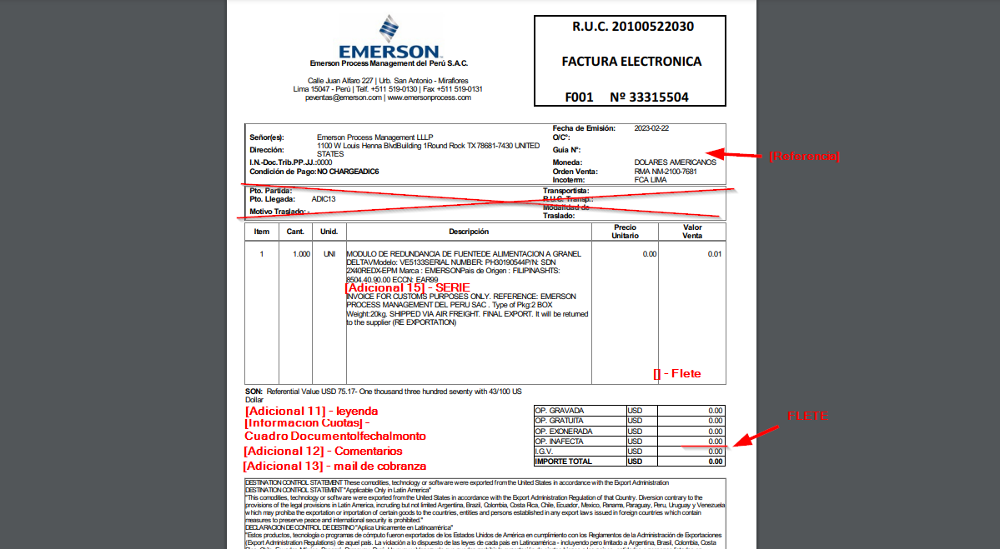 EMERSON
Emerson Process Management del Perú S.A.C.
Calle Juan Alfaro 227 | Urb. San Antonio - Miraflores
Lima 15047 - Perú | Telf. +511 519-0130 | Fax +511 519-0131
peventas@emerson.com | www.emersonprocess.com
R.U.C. 20100522030
FACTURA ELECTRONICA
F001 Nº 33315504
Señor(es): Emerson Process Management LLLP
Dirección: 1100 W Louis Henna BlvdBuilding 1Round Rock TX78681-7430 UNITED
STATES
I.N.-Doc.Trib.PP.JJ.:0000
Condición de Pago:NO CHARGEADIC6
Fecha de Emisión: 2023-02-22
O/C°:
Guia N°:
Moneda: DOLARES AMERICANOS
Orden Venta: RMA NM-2100-7681
Incoterm: FCA LIMA
[Referencia]
Pto. Partida:
Pto. Llegada: ADIC13
Motivo Traslado: -
Transportista:
R.U.C. Transp.:
Modalidad de
Traslado:
Item Cant. Unid. Descripción Precio Unitario Valor Venta
1 1.000 UNI MODULO DE REDUNDANCIA DE FUENTEDE ALIMENTACION A GRANEL 0.00 0.01
DELTAVModelo: VE5133SERIAL NUMBER: PH30190544P/N: SDN
2X40REDX-EPM Marca : EMERSONPais de Origen : FILIPINASHTS:
8504.40.90.00 ECCN: EAR99
[Adicional 15] - SERIE
INVOICE FOR CUSTOMS PURPOSES ONLY. REFERENCE: EMERSON
PROCESS MANAGEMENT DEL PERU SAC . Type of Pkg:2 BOX
Weight:20kg. SHIPPED VIA AIR FREIGHT. FINAL EXPORT. It will be returned
to the supplier (RE EXPORTATION)
[] - Flete
SON: Referential Value USD 75.17- One thousand three hundred seventy with 43/100 US
Dollar
[Adicional 11] - leyenda
[Informacion Cuotas] -
Cuadro Documento|fecha|monto
[Adicional 12] - Comentarios
[Adicional 13] - mail de cobranza
OP. GRAVADA USD 0.00
OP. GRATUITA USD 0.00
OP. EXONERADA USD 0.00
OP. INAFECTA USD 0.00
I.G.V. USD 0.00
IMPORTE TOTAL USD 0.00
FLETE
DESTINATION CONTROL STATEMENT These comodities, technology or software were exported from the United States in accordance with the Export Administration
DESTINATION CONTROL STATEMENT "Applicable Only in Latin America"
"This comodities, technology or software were exported from the United States in accordance with the Export Administration Regulation of that Country. Diversion contrary to the
provisions of the legal provisions in Latin America, incruding but not limited Argentina, Brazil, Colombia, Costa Rica, Chile, Ecuador, Mexico, Panama, Paraguay, Peru, Uruguay y Venezuela
which may prohiba the exportation or importation of certain goods to the countries, entities and persons established in any export laws issued in foreign countries which contain
measures to preserve peace and international security is prohibited."
DECLARACION DE CONTROL DE DESTINO "Aplica Unicamente en Latinoamérica"
"Estos productos, tecnología o programas de cómputo fueron exportados de los Estados Unidos de América en cumplimiento con los Reglamentos de la Administración de Exportaciones
(Export Administration Regulations) de aquel país. La violación a lo dispuesto de las leyes de cada país en Latinoamérica - incluyendo pero limitado a Argentina, Brasil, Colombia, Costa